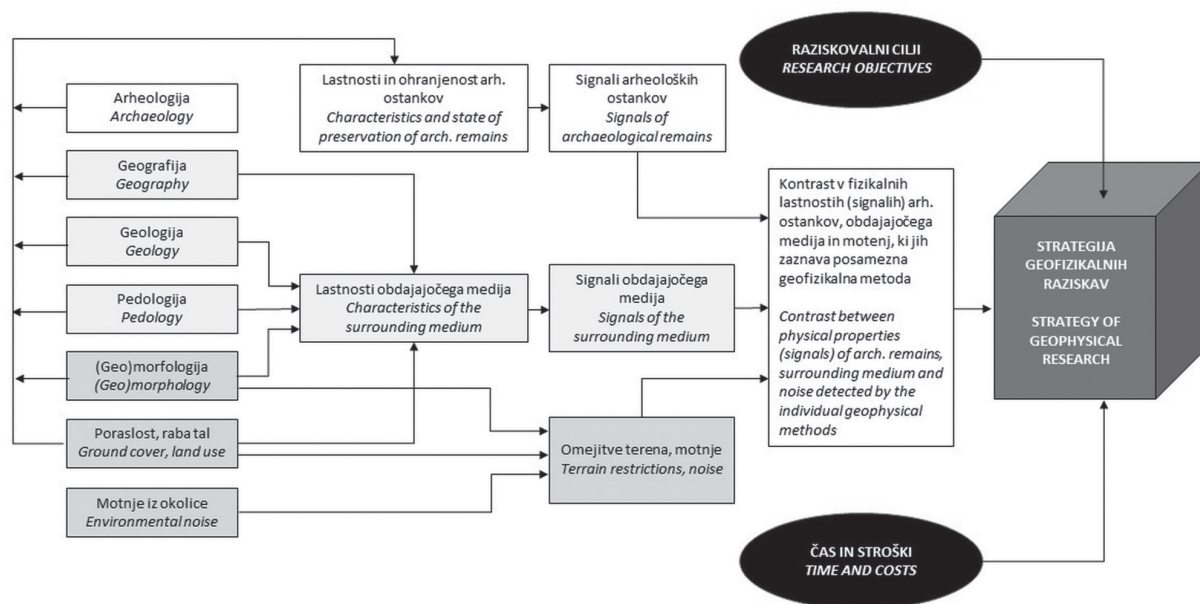 RAZISKOVALNI CILJI
RESEARCH OBJECTIVES
Lastnosti in ohranjenost arh.
ostankov
Characteristics and state of
preservation of arch. remains
Signali arheoloških
ostankov
Signals of
archaeological remains
Arheologija
Archaeology
Geografija
Geography
Geologija
Geology
Pedologija
Pedology
(Geo)morfologija
(Geo)morphology
Poraslost, raba tal
Ground cover, land use
Motnje iz okolice
Environmental noise
Lastnosti obdajajočega medija
Characteristics of the
surrounding medium
Signali obdajajočega
medija
Signals of the
surrounding medium
Omejitve terena, motnje
Terrain restrictions, noise
Kontrast v fizikalnih
lastnostih (signalih) arh.
ostankov, obdajajočega
medija in motenj, ki jih
zaznava posamezna
geofizikalna metoda
Contrast between
physical properties
(signals) of arch. remains,
surrounding medium and
noise detected by the
individual geophysical
methods
STRATEGIJA
GEOFIZIKALNIH
RAZISKAV
STRATEGY OF
GEOPHYSICAL
RESEARCH
ČAS IN STROŠKI
TIME AND COSTS